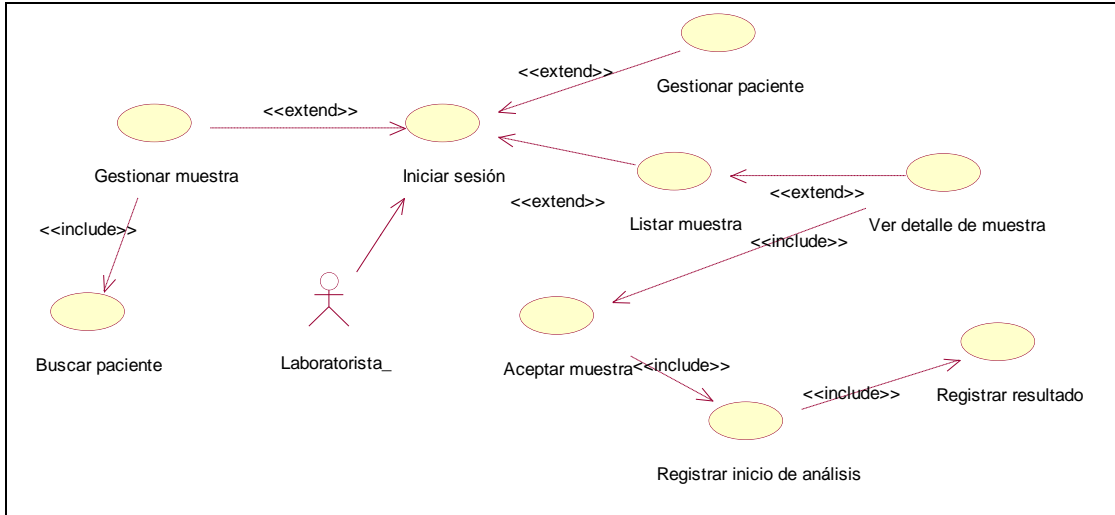 <<extend>>
Gestionar paciente
<<extend>>
Gestionar muestra
Iniciar sesión
<<extend>>
Listar muestra
<<extend>>
Ver detalle de muestra
<<include>>
<<include>>
Buscar paciente
Laboratorista_
Aceptar muestra
<<include>>
<<include>>
Registrar resultado
Registrar inicio de análisis